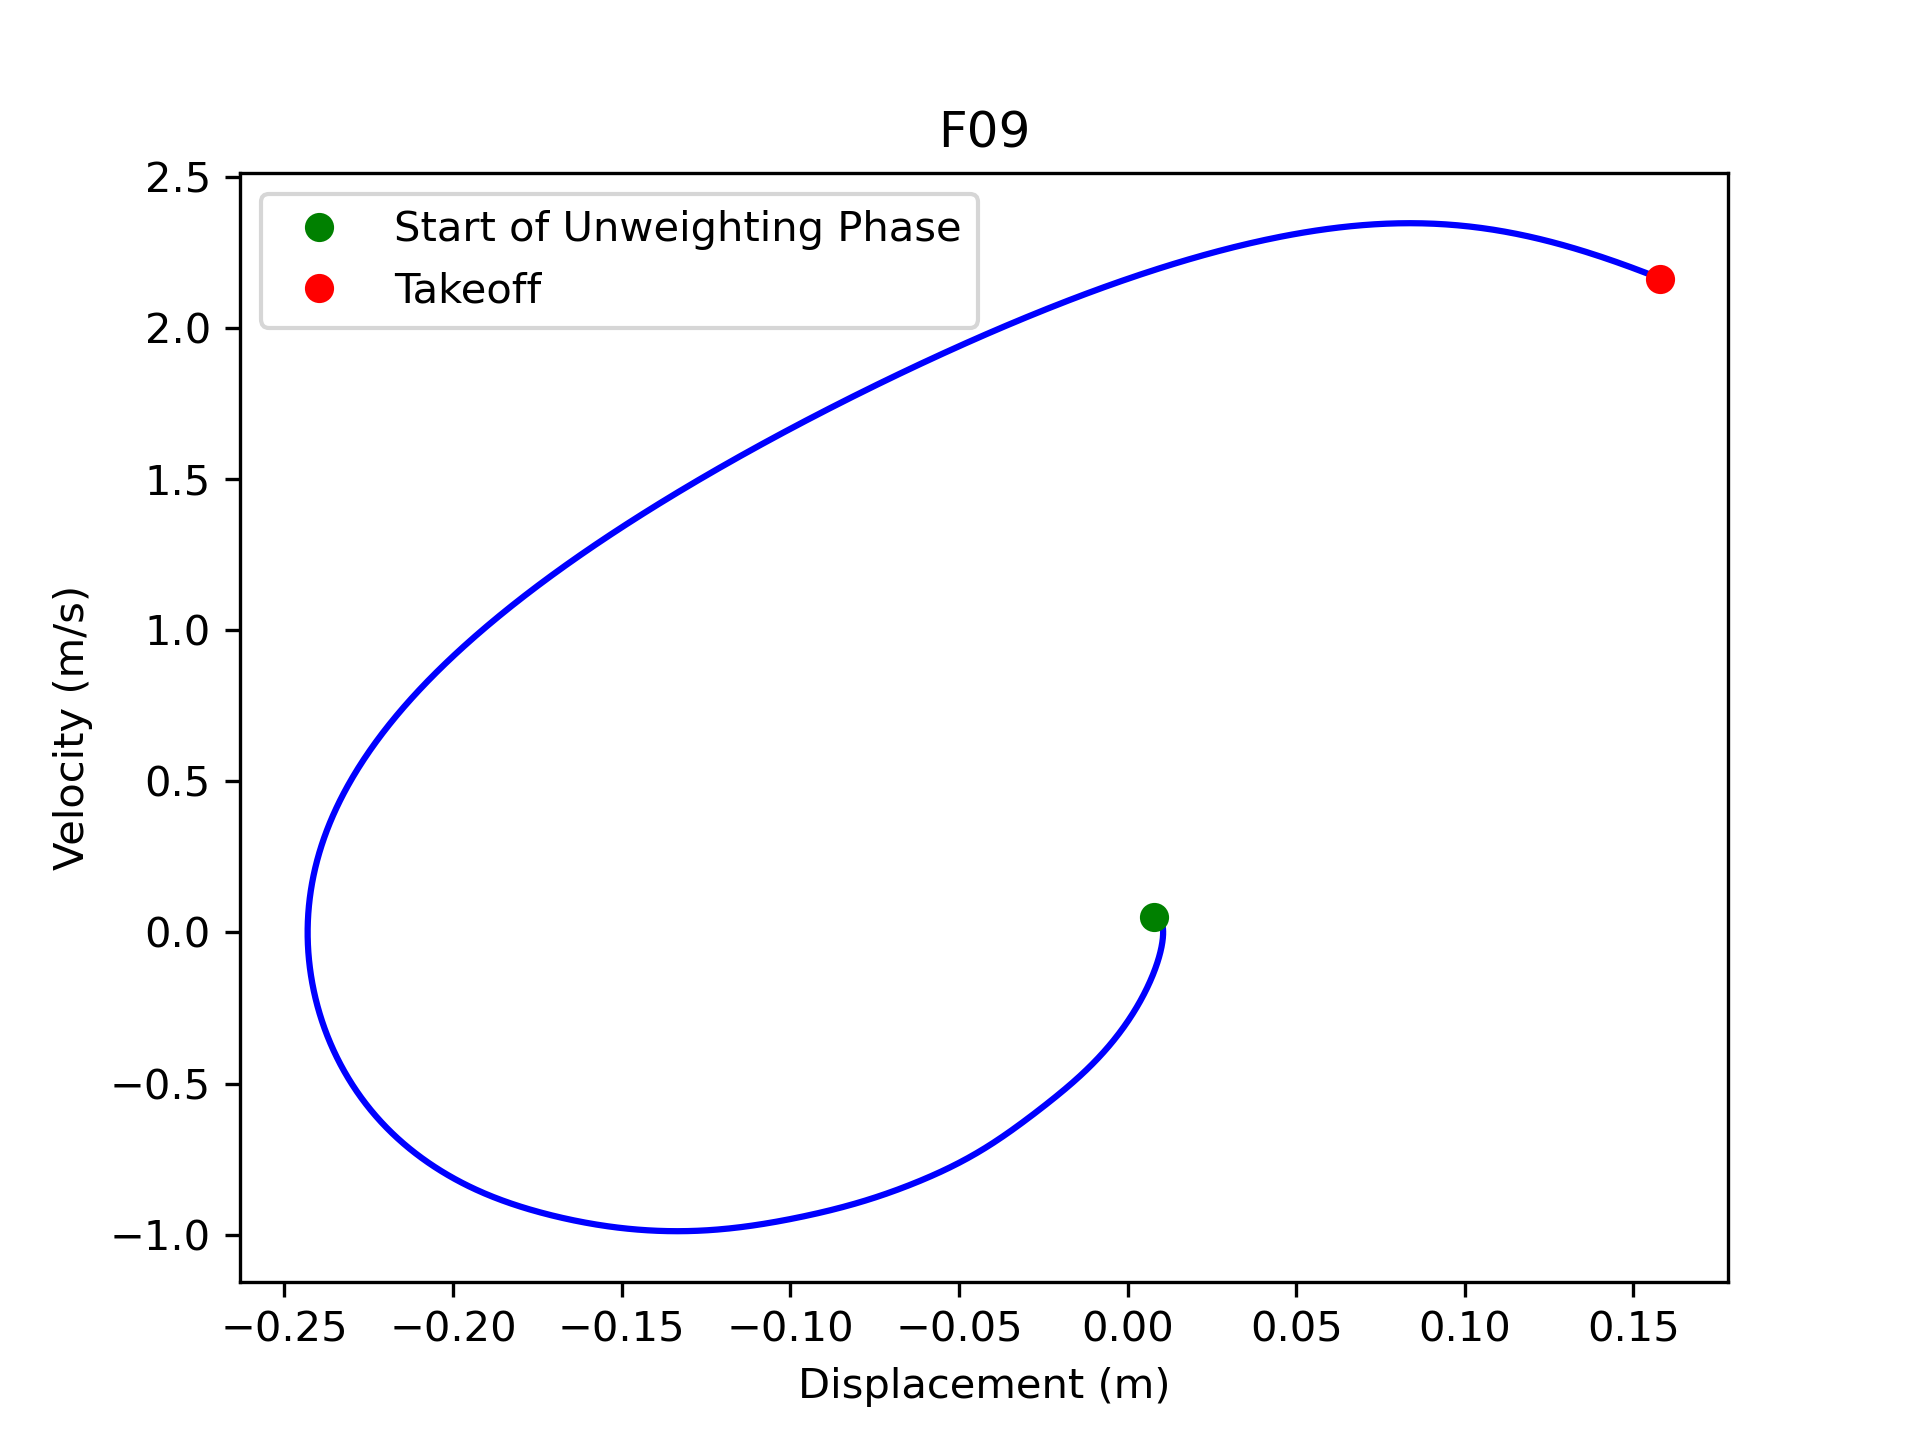 F09
Start of Unweighting Phase
Takeoff
2.5
2.0
1.5
1.0
0.5
0.0
−0.5
−1.0
Velocity (m/s)
−0.25 −0.20 −0.15 −0.10 −0.05 0.00 0.05 0.10 0.15
Displacement (m)